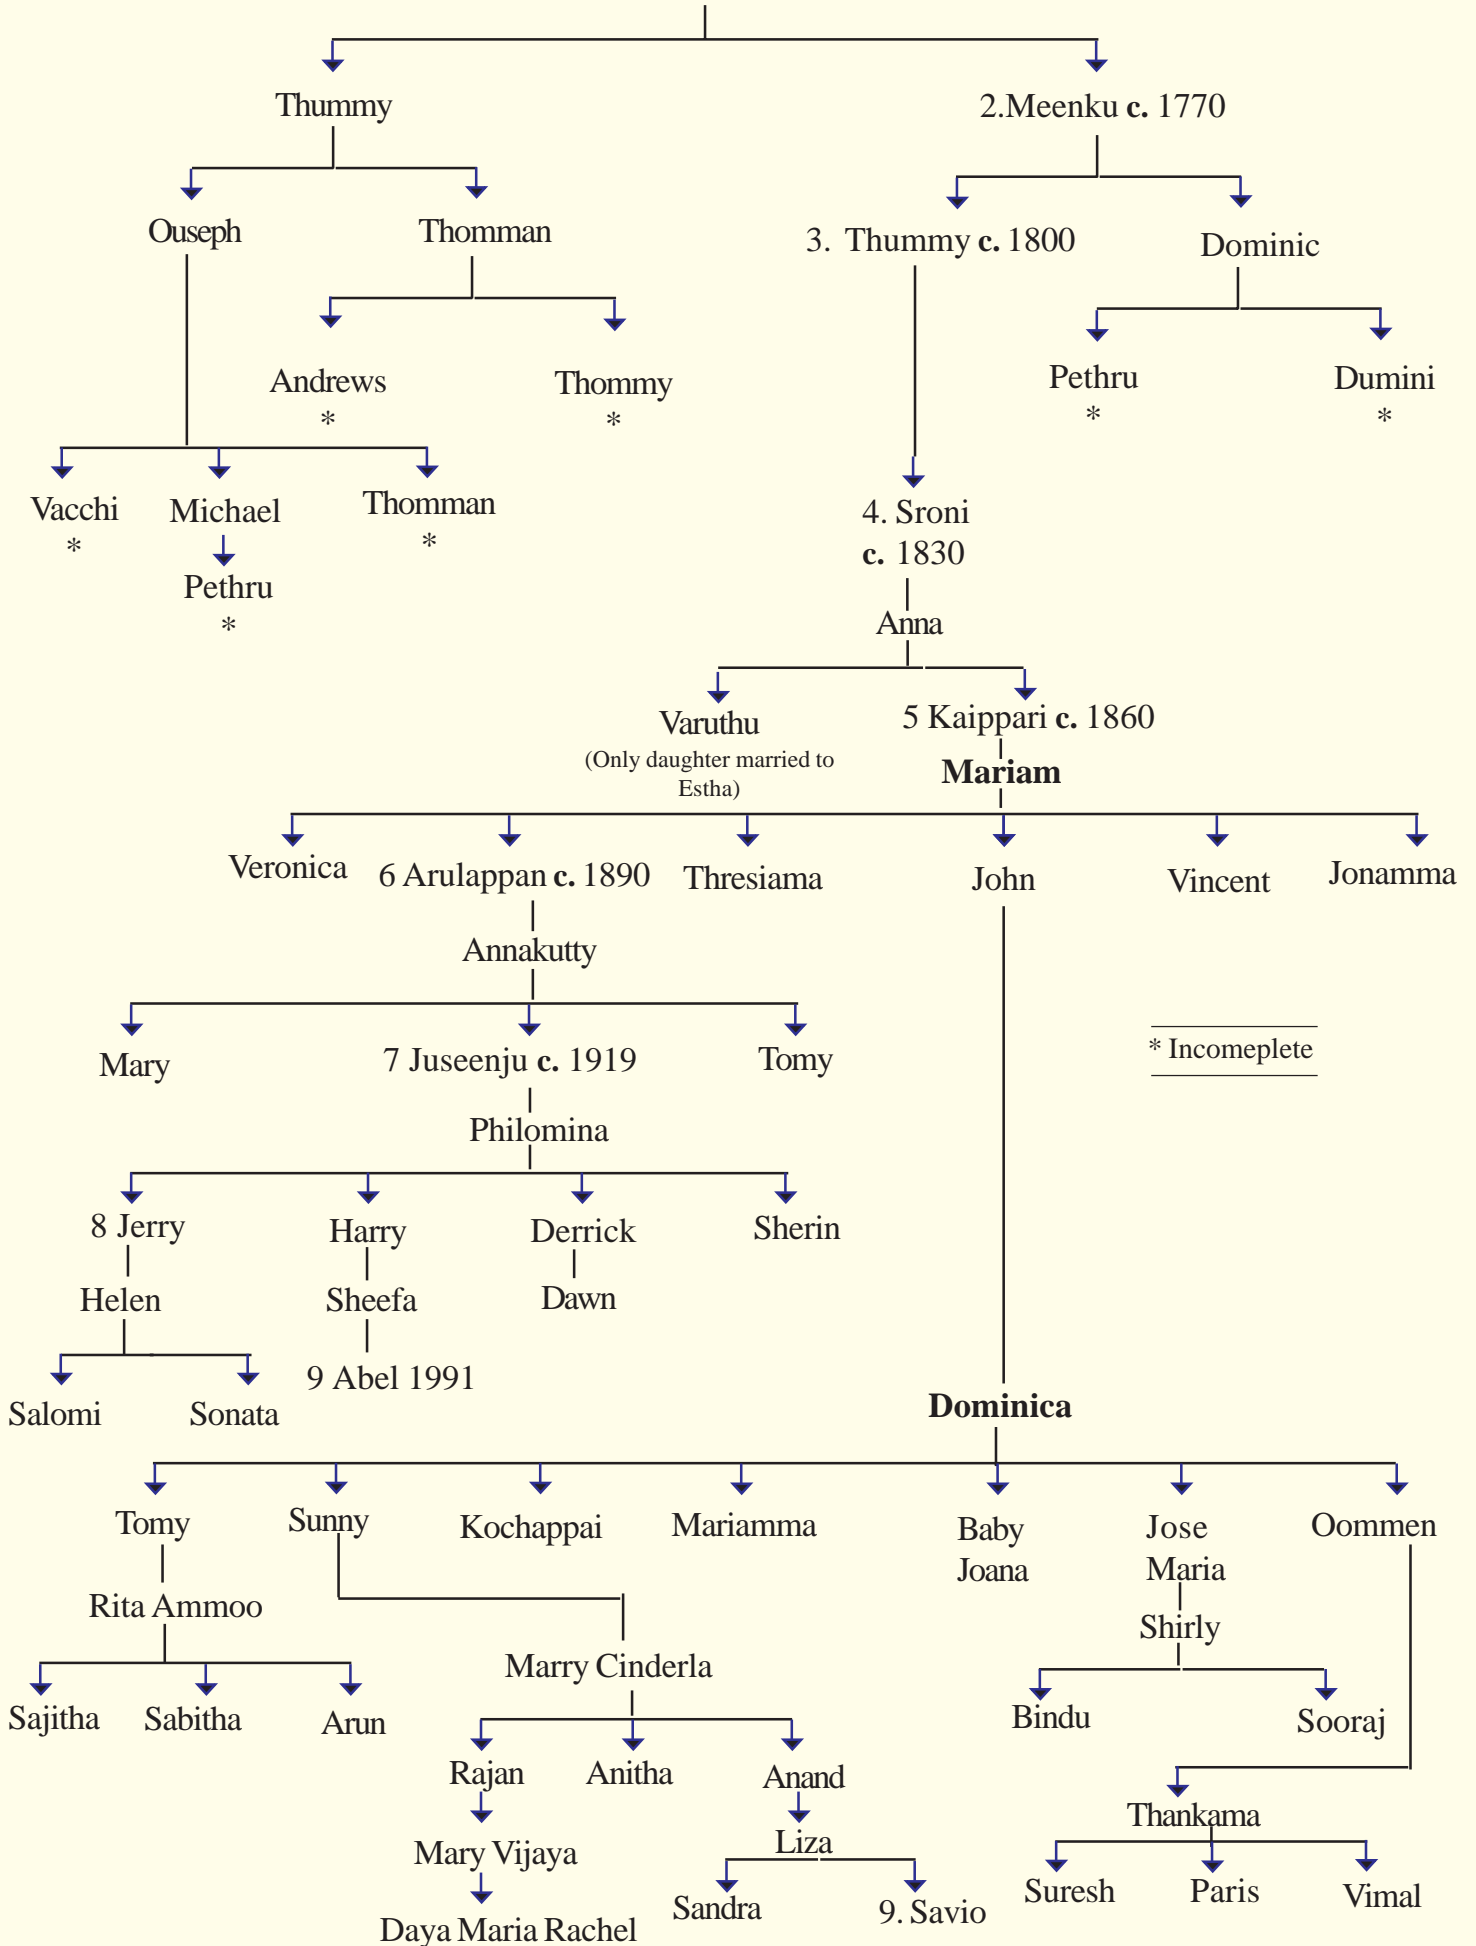 Thummy
2.Meenku c. 1770
Ouseph
Thomman
3. Thummy c. 1800
Dominic
Andrews
*
Thommy
*
Pethru
*
Dumini
*
Vacchi
*
Michael
Thomman
*
Pethru
*
4. Sroni
c. 1830
Anna
Varuthu
(Only daughter married to
Estha)
5 Kaippari c. 1860
Mariam
Veronica
6 Arulappan c. 1890
Thresiama
John
Vincent
Jonamma
Annakutty
Mary
7 Juseenju c. 1919
Tomy
* Incomeplete
Philomina
8 Jerry
Harry
Derrick
Sherin
Helen
Sheefa
Dawn
Salomi
Sonata
9 Abel 1991
Dominica
Tomy
Sunny
Kochappai
Mariamma
Baby
Joana
Jose
Maria
Oommen
Rita Ammoo
Marry Cinderla
Shirly
Sajitha
Sabitha
Arun
Bindu
Sooraj
Rajan
Anitha
Anand
Thankama
Mary Vijaya
Liza
Suresh
Paris
Vimal
Daya Maria Rachel
Sandra
9. Savio